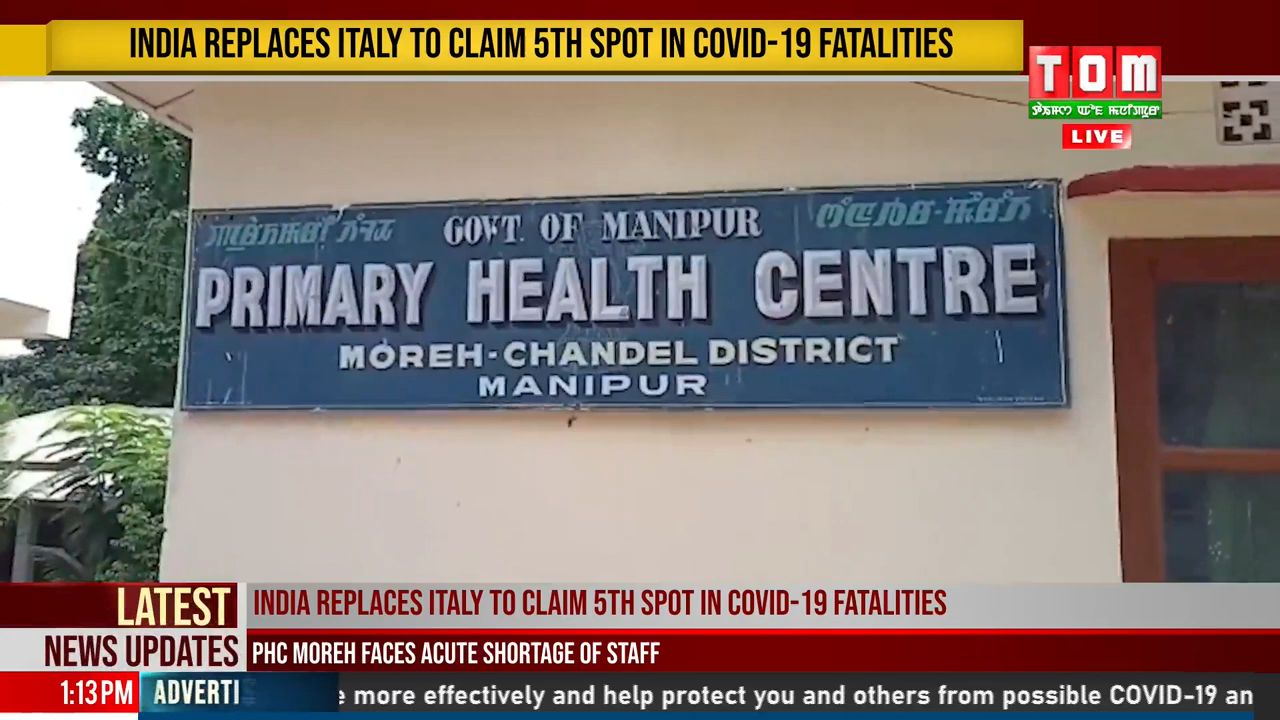 INDIA REPLACES ITALY TO CLAIM 5TH SPOT IN COVID-19 FATALITIES
TOM
LIVE
GOVT. OF MANIPUR
PRIMARY HEALTH CENTRE
MOREH-CHANDEL DISTRICT
MANIPUR
LATEST
NEWS UPDATES
INDIA REPLACES ITALY TO CLAIM 5TH SPOT IN COVID-19 FATALITIES
PHC MOREH FACES ACUTE SHORTAGE OF STAFF
1:13 PM
ADVERTI
e more effectively and help protect you and others from possible COVID-19 an